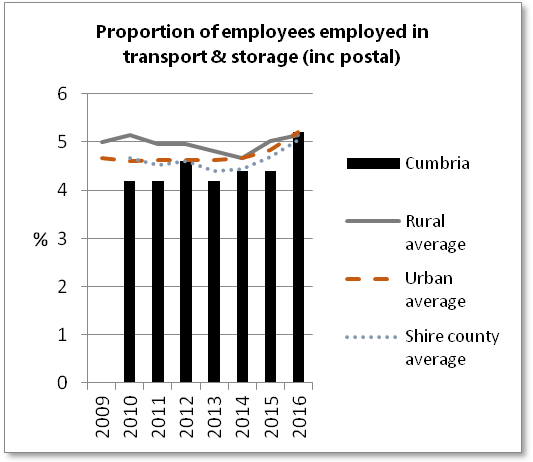 Proportion of employees employed in
transport & storage (inc postal)
6
5
4
3
2
1
0
%
2009
2010
2011
2012
2013
2014
2015
2016
Cumbria
Rural
average
Urban
average
Shire county
average